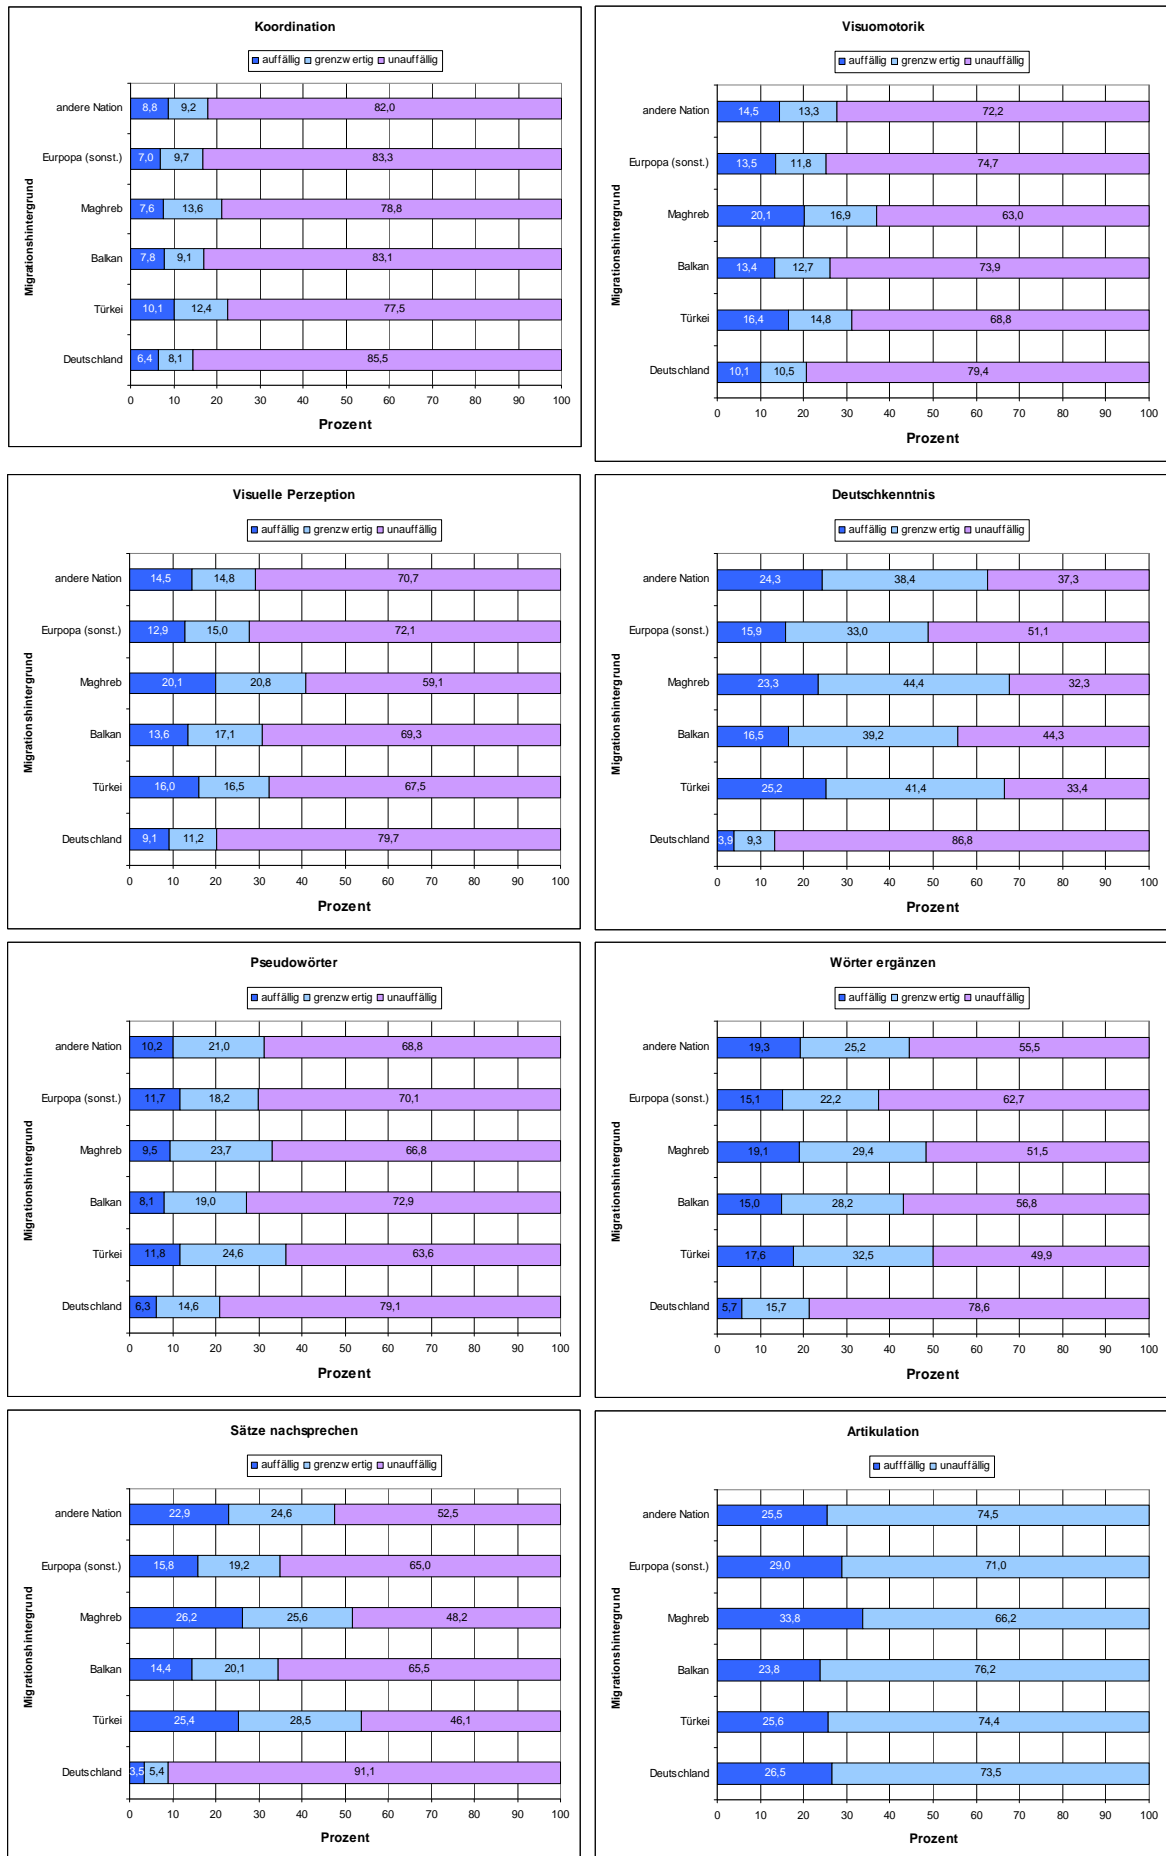 Koordination
auffällig grenzw ertig unauffällig
Migrationshintergrund
andere Nation 8,8 9,2 82,0
Eurpopa (sonst.) 7,0 9,7 83,3
Maghreb 7,6 13,6 78,8
Balkan 7,8 9,1 83,1
Türkei 10,1 12,4 77,5
Deutschland 6,4 8,1 85,5
0 10 20 30 40 50 60 70 80 90 100
Prozent
Visuomotorik
auffällig grenzw ertig unauffällig
Migrationshintergrund
andere Nation 14,5 13,3 72,2
Eurpopa (sonst.) 13,5 11,8 74,7
Maghreb 20,1 16,9 63,0
Balkan 13,4 12,7 73,9
Türkei 16,4 14,8 68,8
Deutschland 10,1 10,5 79,4
0 10 20 30 40 50 60 70 80 90 100
Prozent
Visuelle Perzeption
auffällig grenzw ertig unauffällig
Migrationshintergrund
andere Nation 14,5 14,8 70,7
Eurpopa (sonst.) 12,9 15,0 72,1
Maghreb 20,1 20,8 59,1
Balkan 13,6 17,1 69,3
Türkei 16,0 16,5 67,5
Deutschland 9,1 11,2 79,7
0 10 20 30 40 50 60 70 80 90 100
Prozent
Deutschkenntnis
auffällig grenzw ertig unauffällig
Migrationshintergrund
andere Nation 24,3 38,4 37,3
Eurpopa (sonst.) 15,9 33,0 51,1
Maghreb 23,3 44,4 32,3
Balkan 16,5 39,2 44,3
Türkei 25,2 41,4 33,4
Deutschland 3,9 9,3 86,8
0 10 20 30 40 50 60 70 80 90 100
Prozent
Pseudowörter
auffällig grenzw ertig unauffällig
Migrationshintergrund
andere Nation 10,2 21,0 68,8
Eurpopa (sonst.) 11,7 18,2 70,1
Maghreb 9,5 23,7 66,8
Balkan 8,1 19,0 72,9
Türkei 11,8 24,6 63,6
Deutschland 6,3 14,6 79,1
0 10 20 30 40 50 60 70 80 90 100
Prozent
Wörter ergänzen
auffällig grenzw ertig unauffällig
Migrationshintergrund
andere Nation 19,3 25,2 55,5
Eurpopa (sonst.) 15,1 22,2 62,7
Maghreb 19,1 29,4 51,5
Balkan 15,0 28,2 56,8
Türkei 17,6 32,5 49,9
Deutschland 5,7 15,7 78,6
0 10 20 30 40 50 60 70 80 90 100
Prozent
Sätze nachsprechen
auffällig grenzw ertig unauffällig
Migrationshintergrund
andere Nation 22,9 24,6 52,5
Eurpopa (sonst.) 15,8 19,2 65,0
Maghreb 26,2 25,6 48,2
Balkan 14,4 20,1 65,5
Türkei 25,4 28,5 46,1
Deutschland 3,5 5,4 91,1
0 10 20 30 40 50 60 70 80 90 100
Prozent
Artikulation
aufffällig unauffällig
Migrationshintergrund
andere Nation 25,5 74,5
Eurpopa (sonst.) 29,0 71,0
Maghreb 33,8 66,2
Balkan 23,8 76,2
Türkei 25,6 74,4
Deutschland 26,5 73,5
0 10 20 30 40 50 60 70 80 90 100
Prozent